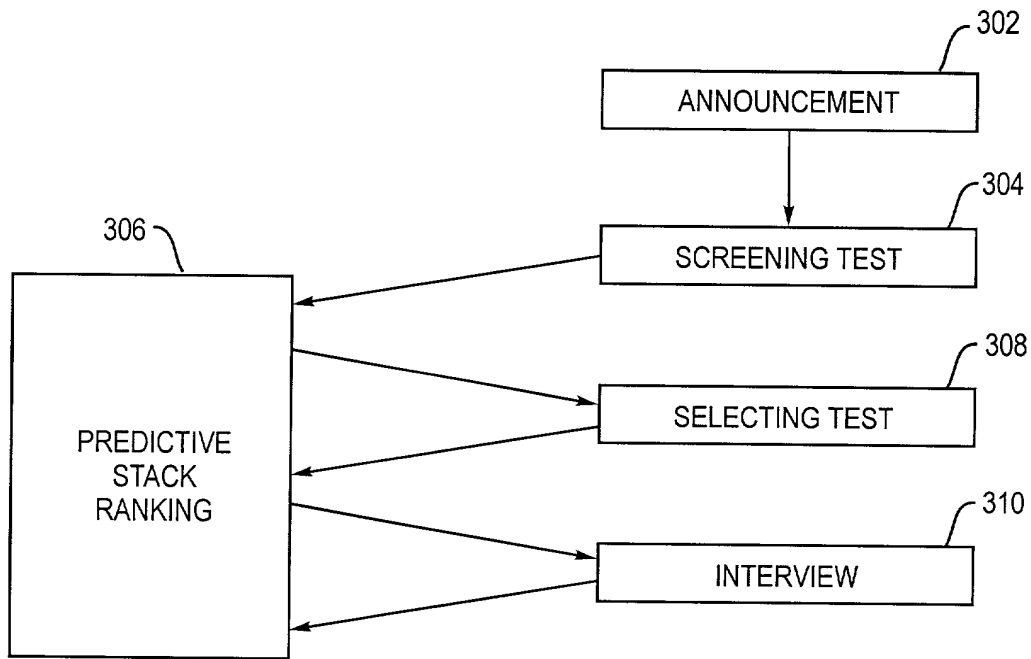 302
ANNOUNCEMENT
304
SCREENING TEST
306
PREDICTIVE
STACK
RANKING
308
SELECTING TEST
310
INTERVIEW